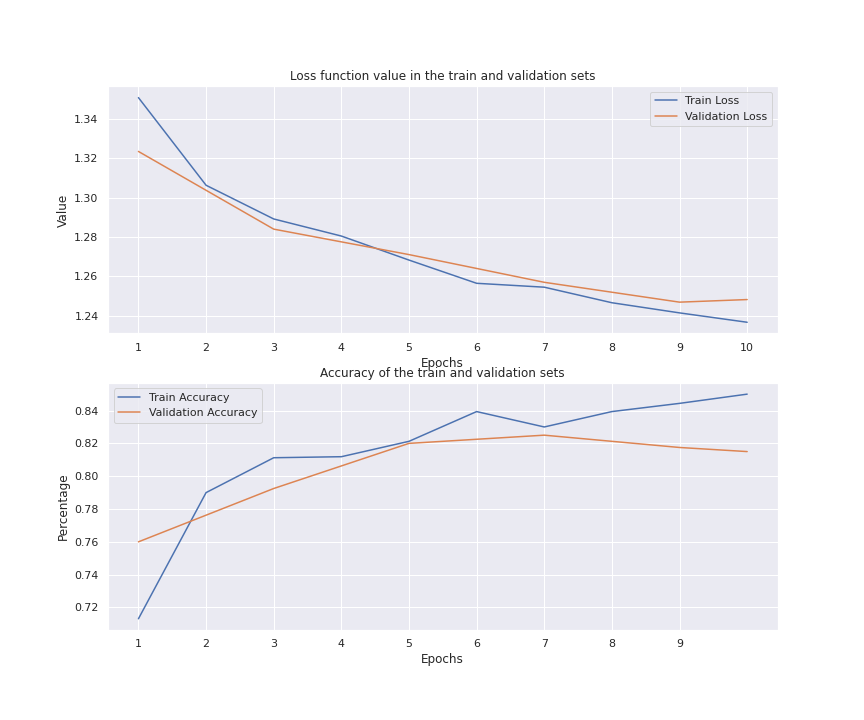 Loss function value in the train and validation sets
Train Loss
Validation Loss
1.34
1.32
1.30
1.28
1.26
1.24
Value
1 2 3 4 5 6 7 8 9 10
Epochs
Accuracy of the train and validation sets
Train Accuracy
Validation Accuracy
0.84
0.82
0.80
0.78
0.76
0.74
0.72
Percentage
1 2 3 4 5 6 7 8 9
Epochs